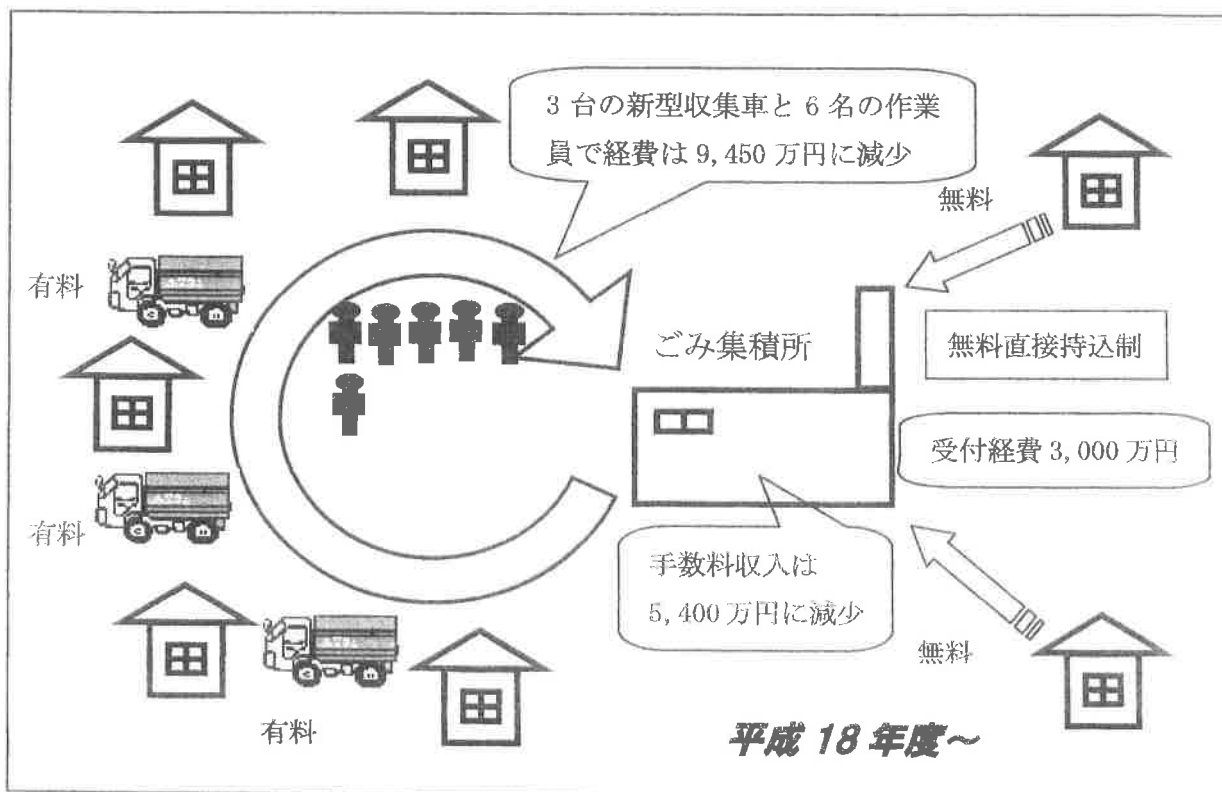 3 台の新型収集車と 6 名の作業
員で経費は 9,450 万円に減少
無料
有料
ごみ集積所
無料直接持込制
受付経費 3,000 万円
有料
手数料収入は
5,400 万円に減少
無料
有料
平成 18 年度～